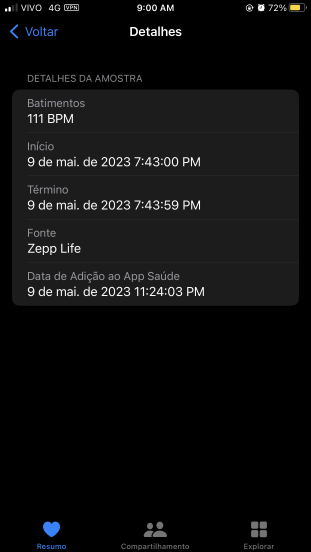 VIVO 4G VPN 9:00 AM 72%
Voltar Detalhes
DETALHES DA AMOSTRA
Batimentos
111 BPM
Início
9 de mai. de 2023 7:43:00 PM
Término
9 de mai. de 2023 7:43:59 PM
Fonte
Zepp Life
Data de Adição ao App Saúde
9 de mai. de 2023 11:24:03 PM
Resumo Compartilhamento Explorar